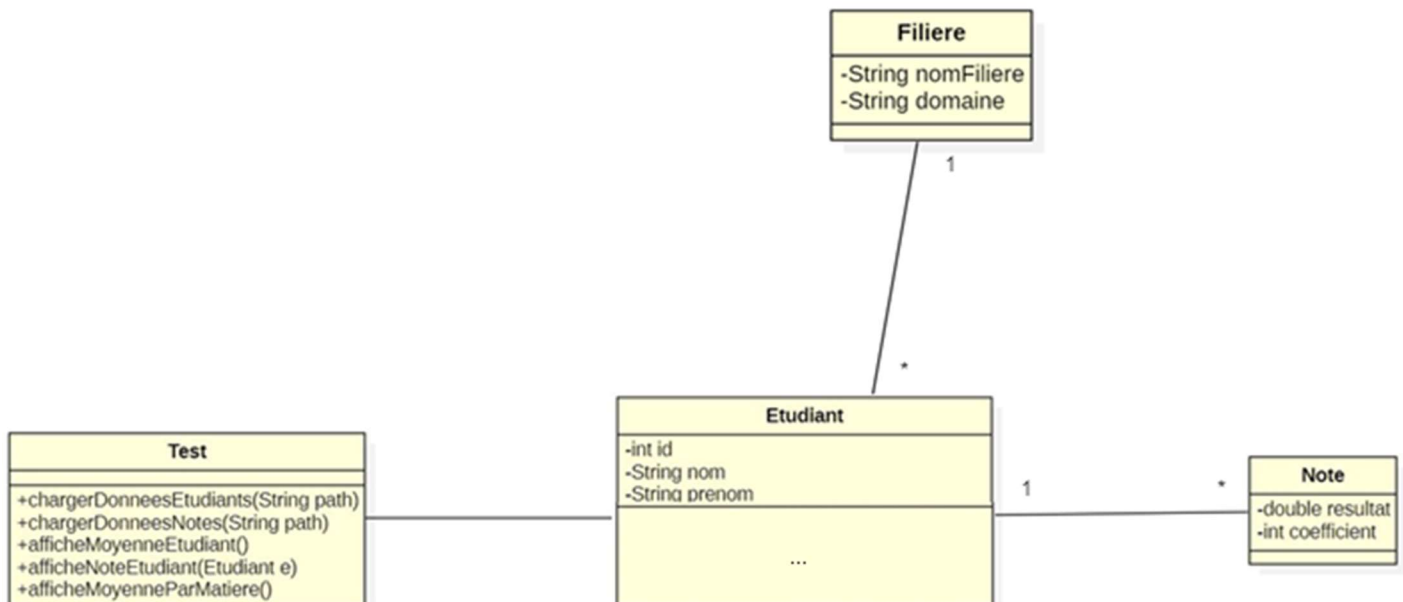 Filiere
-String nomFiliere
-String domaine
1
*
Etudiant
-int id
-String nom
-String prenom
...
Test
+chargerDonneesEtudiants(String path)
+chargerDonneesNotes(String path)
+afficheMoyenneEtudiant()
+afficheNoteEtudiant(Etudiant e)
+afficheMoyenneParMatiere()
1
*
Note
-double resultat
-int coefficient